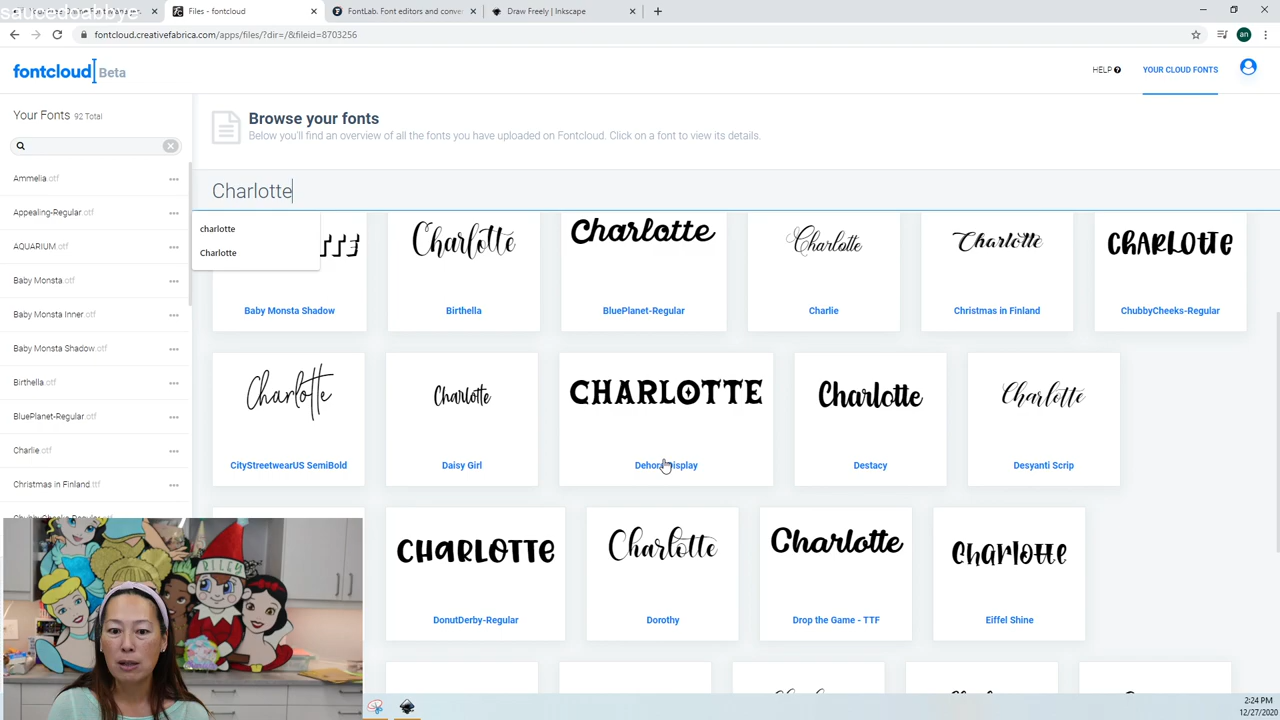 saucedoabbye
Files - fontcloud
FontLab. Font editors and conver
Draw Freely | Inkscape
fontcloud.creativefabrica.com/apps/files/?dir=/&fileid=8703256
an
fontcloud Beta
HELP
YOUR CLOUD FONTS
Your Fonts 92 Total
Browse your fonts
Below you'll find an overview of all the fonts you have uploaded on Fontcloud. Click on a font to view its details.
Charlotte
charlotte
Charlotte
Ammelia.otf
Appealing-Regular.otf
AQUARIUM.otf
Baby Monsta.otf
Baby Monsta Inner.otf
Baby Monsta Shadow.otf
Birthella.otf
BluePlanet-Regular.otf
Charlie.otf
Christmas in Finland.ttf
Charlotte
Charlotte
Charlotte
Charlotte
CHARLOTTE
Baby Monsta Shadow
Birthella
BluePlanet-Regular
Charlie
Christmas in Finland
ChubbyCheeks-Regular
Charlotte
Charlotte
CHARLOTTE
Charlotte
Charlotte
CityStreetwearUS SemiBold
Daisy Girl
Dehors Display
Destacy
Desyanti Scrip
CHARLOTTE
Charlotte
Charlotte
Charlotte
DonutDerby-Regular
Dorothy
Drop the Game - TTF
Eiffel Shine
2:24 PM
12/27/2020